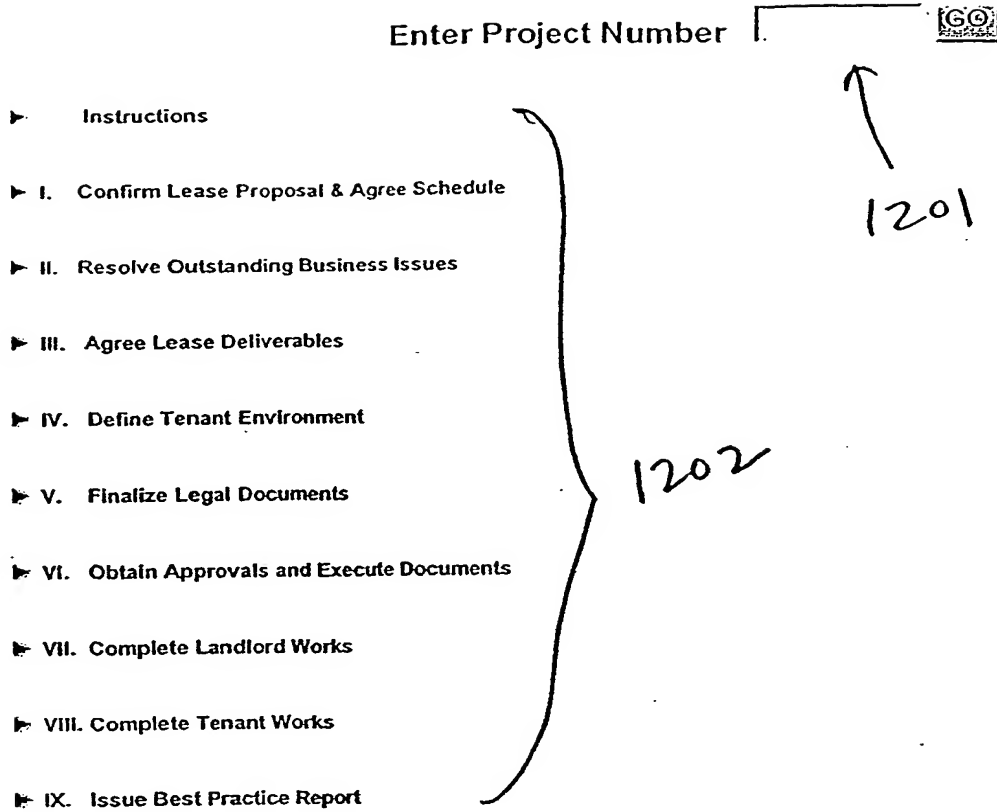 Enter Project Number GO
Instructions
1201
I. Confirm Lease Proposal & Agree Schedule
II. Resolve Outstanding Business Issues
III. Agree Lease Deliverables
IV. Define Tenant Environment
1202
V. Finalize Legal Documents
VI. Obtain Approvals and Execute Documents
VII. Complete Landlord Works
VIII. Complete Tenant Works
IX. Issue Best Practice Report